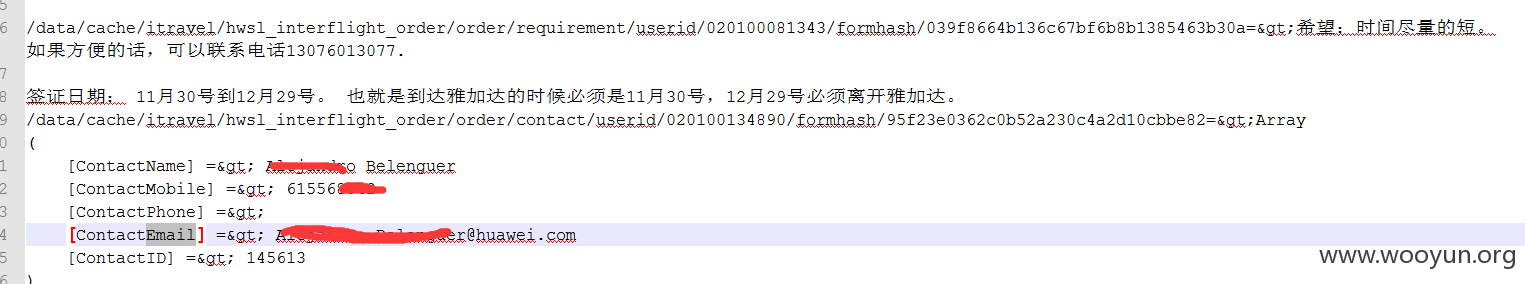 5
6 /data/cache/itravel/hwsl_interflight_order/order/requirement/userid/020100081343/formhash/039f8664b136c67bf6b8b1385463b30a=&gt;希望：时间尽量的短。
如果方便的话，可以联系电话13076013077.
7
8 签证日期： 11月30号到12月29号。 也就是到达雅加达的时候必须是11月30号，12月29号必须离开雅加达。
9 /data/cache/itravel/hwsl_interflight_order/order/contact/userid/020100134890/formhash/95f23e0362c0b52a230c4a2d10cbbe82=&gt;Array
0 (
1 [ContactName] =&gt; Belenguer
2 [ContactMobile] =&gt; 61556
3 [ContactPhone] =&gt;
4 [ContactEmail] =&gt; er@huawei.com
5 [ContactID] =&gt; 145613
6 )
www.wooyun.org